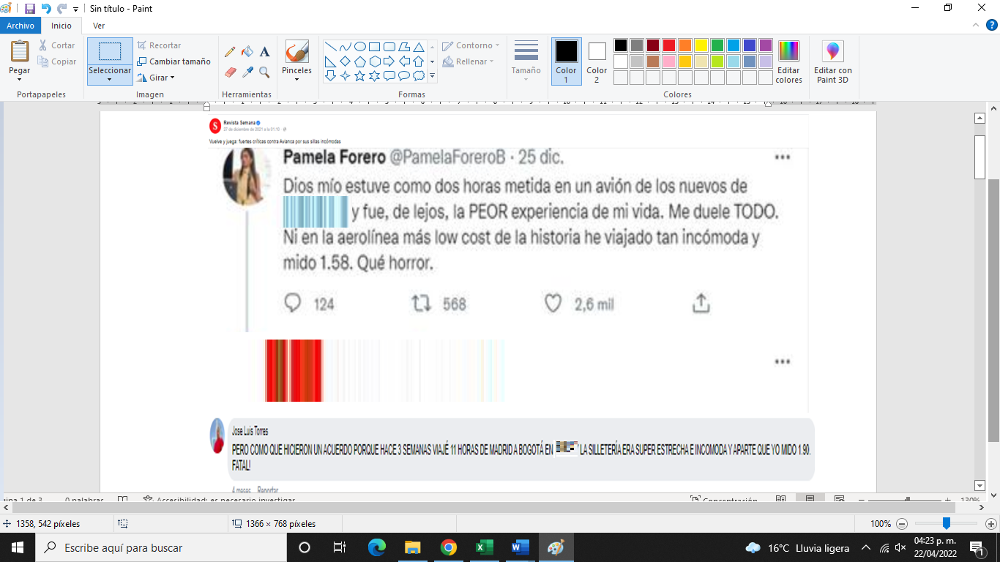 Sin título - Paint
Archivo Inicio Ver
Pegar
Cortar
Copiar
Portapapeles
Seleccionar
Recortar
Cambiar tamaño
Girar
Imagen
A
Herramientas
Pinceles
Contorno
Rellenar
Formas
Tamaño
Color 1
Color 2
Editar colores
Editar con Paint 3D
Colores
Revista Semana
27 de diciembre de 2021 a la 01:10
Vuelve y juega: fuertes críticas contra Avianca por sus sillas incómodas
Pamela Forero @PamelaForeroB · 25 dic.
Dios mío estuve como dos horas metida en un avión de los nuevos de
y fue, de lejos, la PEOR experiencia de mi vida. Me duele TODO.
Ni en la aerolínea más low cost de la historia he viajado tan incómoda y
mido 1.58. Qué horror.
124 568 2,6 mil
Jose Luis Torres
PERO COMO QUE HICIERON UN ACUERDO PORQUE HACE 3 SEMANAS VIAJÉ 11 HORAS DE MADRID A BOGOTÁ EN LA SILLETERÍA ERA SUPER ESTRECHA E INCOMODA Y APARTE QUE YO MIDO 1.90.
FATAL!
4 meses Reportar
1 de 3 0 palabras Accesibilidad: es necesario investigar Concentración 130%
1358, 542 píxeles 1366 × 768 píxeles 100%
Escribe aquí para buscar
16°C Lluvia ligera
04:23 p. m.
22/04/2022
1